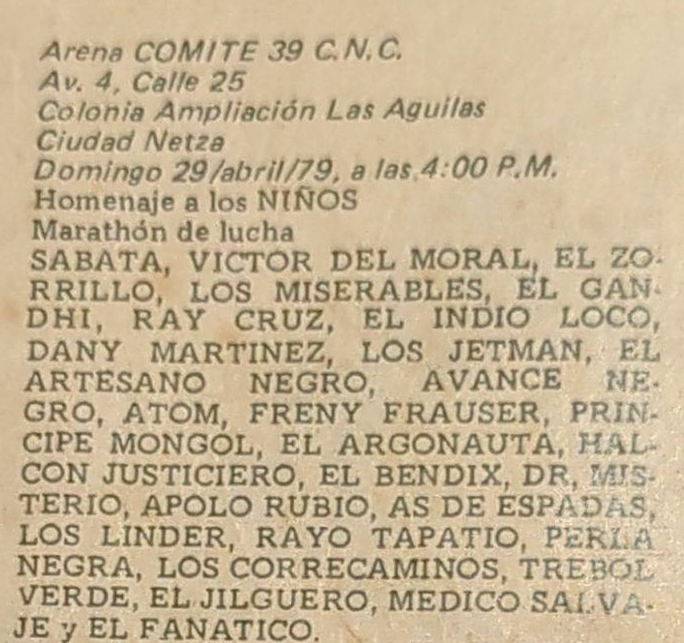 Arena COMITE 39 C.N.C.
Av. 4, Calle 25
Colonia Ampliación Las Aguilas
Ciudad Netza
Domingo 29/abril/79, a las 4:00 P.M.
Homenaje a los NIÑOS
Marathón de lucha
SABATA, VICTOR DEL MORAL, EL ZO-
RRILLO, LOS MISERABLES, EL GAN-
DHI, RAY CRUZ, EL INDIO LOCO,
DANY MARTINEZ, LOS JETMAN, EL
ARTESANO NEGRO, AVANCE NE-
GRO, ATOM, FRENY FRAUSER, PRIN-
CIPE MONGOL, EL ARGONAUTA, HAL-
CON JUSTICIERO, EL BENDIX, DR, MIS-
TERIO, APOLO RUBIO, AS DE ESPADAS,
LOS LINDER, RAYO TAPATIO, PERLA
NEGRA, LOS CORRECAMINOS, TREBOL
VERDE, EL JILGUERO, MEDICO SALVA-
JE y EL FANATICO.